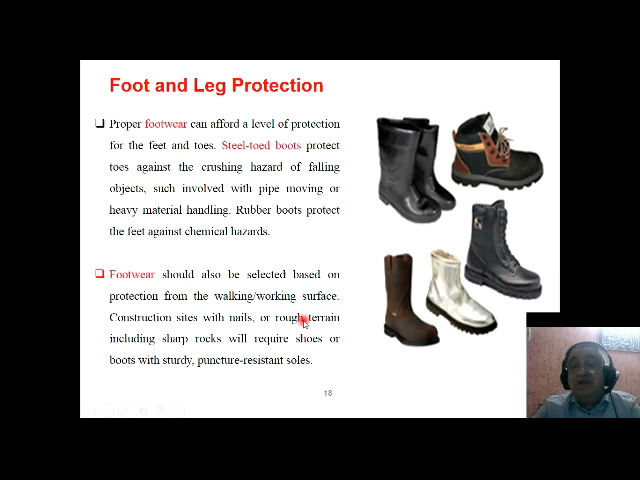 Foot and Leg Protection
❑ Proper footwear can afford a level of protection
for the feet and toes. Steel-toed boots protect
toes against the crushing hazard of falling
objects, such involved with pipe moving or
heavy material handling. Rubber boots protect
the feet against chemical hazards.
❑ Footwear should also be selected based on
protection from the walking/working surface.
Construction sites with nails, or rough terrain
including sharp rocks will require shoes or
boots with sturdy, puncture-resistant soles.
18